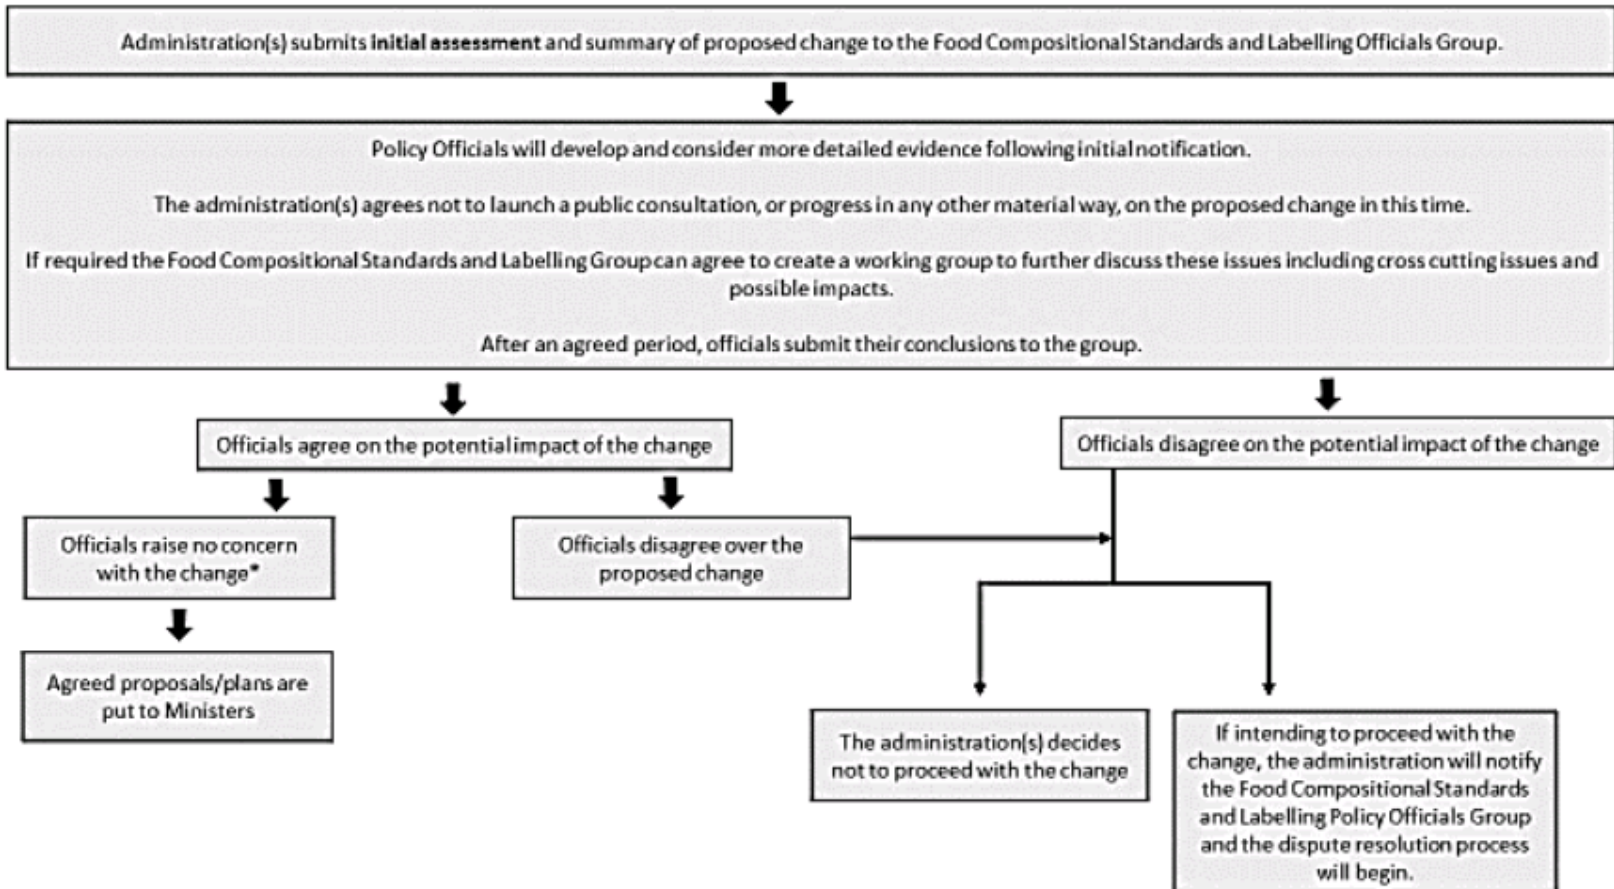 Administration(s) submits initial assessment and summary of proposed change to the Food Compositional Standards and Labelling Officials Group.
Policy Officials will develop and consider more detailed evidence following initial notification.
The administration(s) agrees not to launch a public consultation, or progress in any other material way, on the proposed change in this time.
If required the Food Compositional Standards and Labelling Group can agree to create a working group to further discuss these issues including cross cutting issues and
possible impacts.
After an agreed period, officials submit their conclusions to the group.
Officials agree on the potential impact of the change
Officials disagree on the potential impact of the change
Officials raise no concern
with the change*
Officials disagree over the
proposed change
Agreed proposals/plans are
put to Ministers
The administration(s) decides
not to proceed with the change
If intending to proceed with the
change, the administration will notify
the Food Compositional Standards
and Labelling Policy Officials Group
and the dispute resolution process
will begin.